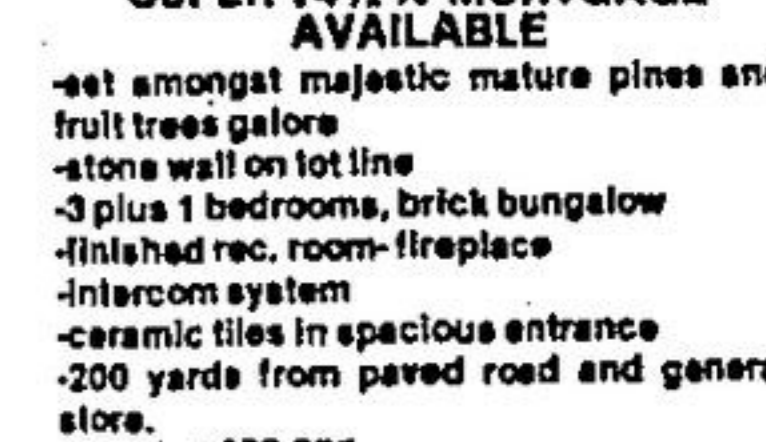 AVAILABLE
-set amongst majestic mature pines and
fruit trees galore
-stone wall on lot line
-3 plus 1 bedrooms, brick bungalow
-finished rec. room- fireplace
-intercom system
-ceramic tiles in spacious entrance
-200 yards from paved road and genera
store.